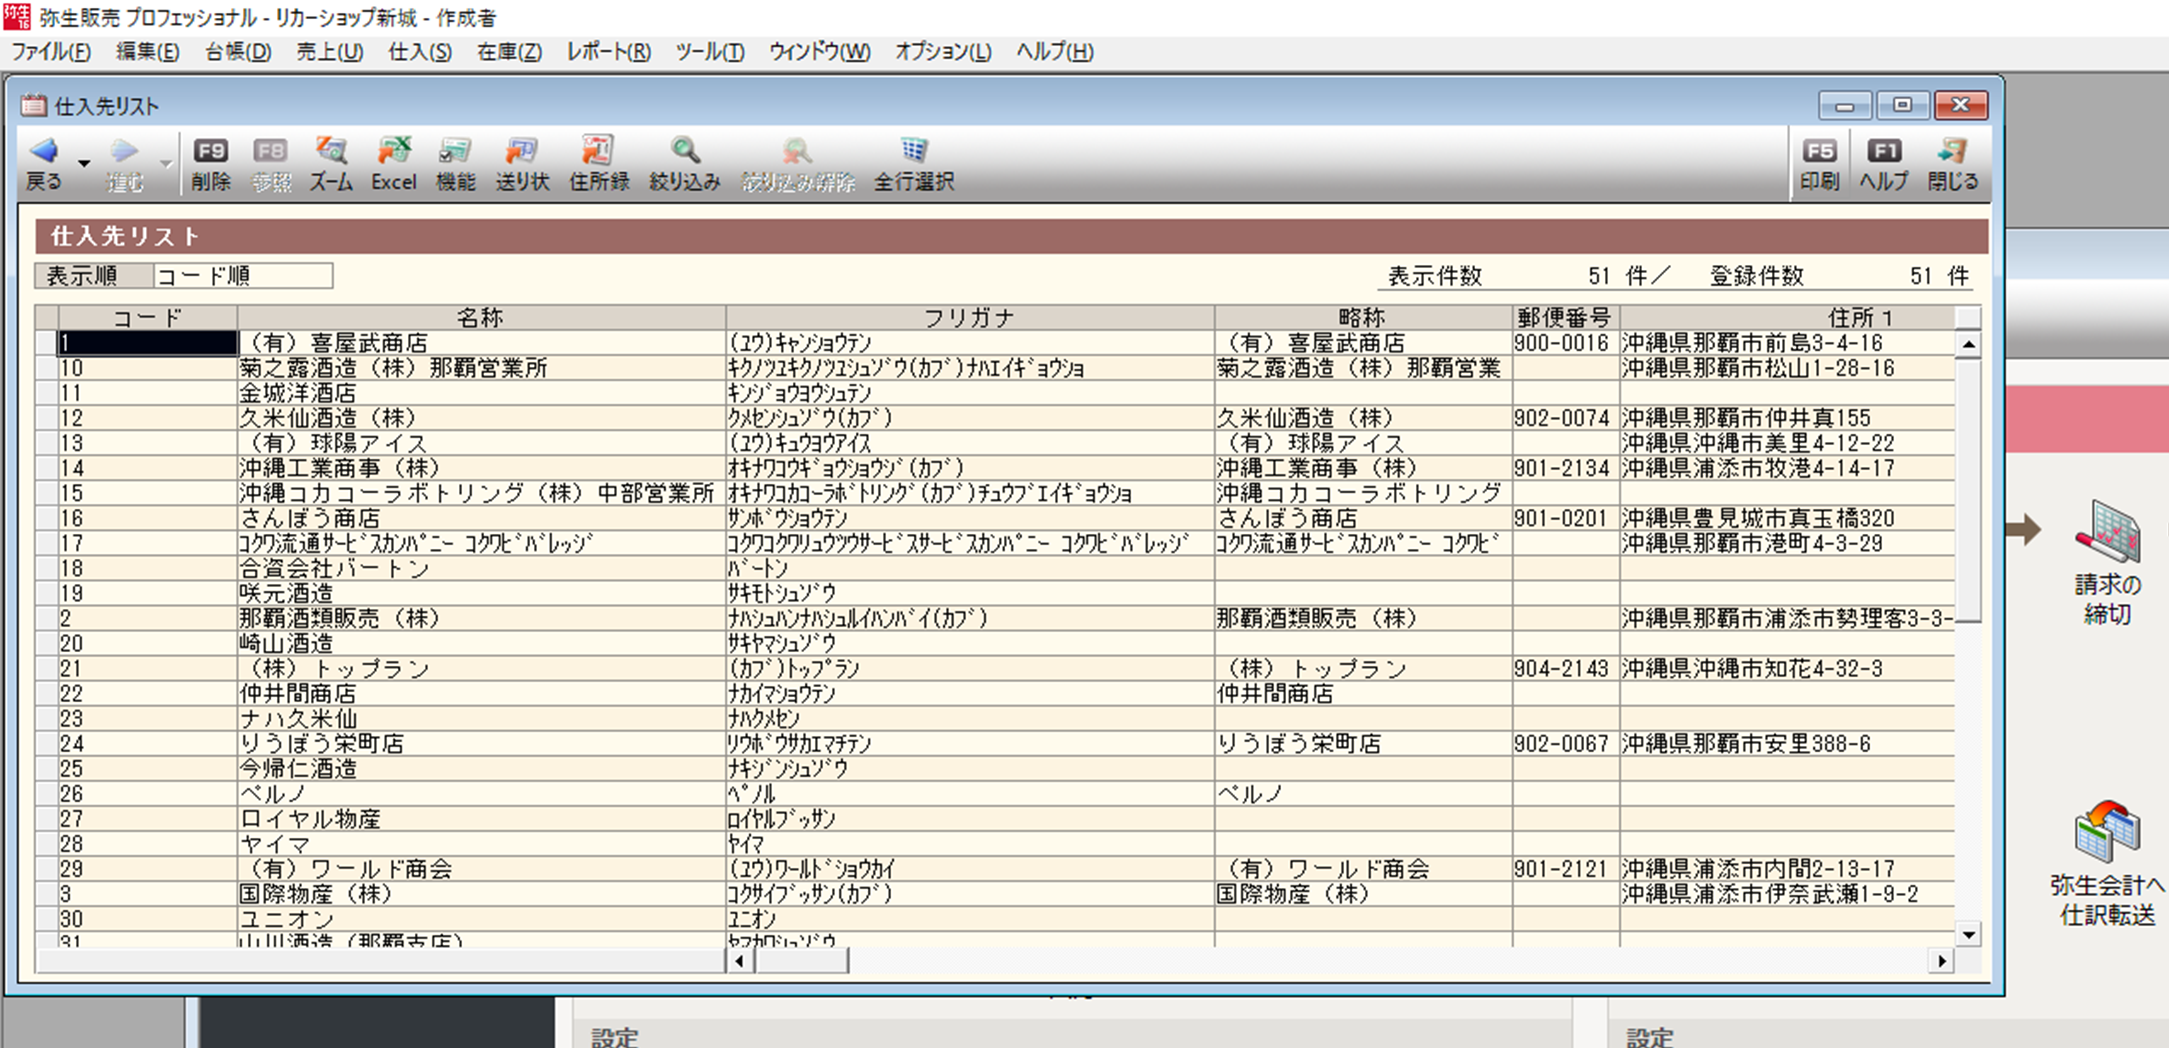 弥生販売 プロフェッショナル - リカーショップ新城 - 作成者
ファイル(F) 編集(E) 台帳(D) 売上(U) 仕入(S) 在庫(Z) レポート(R) ツール(T) ウィンドウ(W) オプション(L) ヘルプ(H)
仕入先リスト
F9 F8 F5 F1
戻る 進む 削除 参照 ズーム Excel 機能 送り状 住所録 絞り込み 絞り込み解除 全行選択 印刷 ヘルプ 閉じる
仕入先リスト
表示順 コード順 表示件数 51 件／ 登録件数 51 件
コード 名称 フリガナ 略称 郵便番号 住所１
1 （有）喜屋武商店 (ﾕｳ)ｷｬﾝｼｮｳﾃﾝ （有）喜屋武商店 900-0016 沖縄県那覇市前島3-4-16
10 菊之露酒造（株）那覇営業所 ｷｸﾉﾂﾕｷｸﾉﾂﾕｼｭｿﾞｳ(ｶﾌﾞ)ﾅﾊｴｲｷﾞｮｳｼｮ 菊之露酒造（株）那覇営業 沖縄県那覇市松山1-28-16
11 金城洋酒店 ｷﾝｼﾞｮｳﾖｳｼｭﾃﾝ
12 久米仙酒造（株） ｸﾒｾﾝｼｭｿﾞｳ(ｶﾌﾞ) 久米仙酒造（株） 902-0074 沖縄県那覇市仲井真155
13 （有）球陽アイス (ﾕｳ)ｷｭｳﾖｳｱｲｽ （有）球陽アイス 沖縄県沖縄市美里4-12-22
14 沖縄工業商事（株） ｵｷﾅﾜｺｳｷﾞｮｳｼｮｳｼﾞ(ｶﾌﾞ) 沖縄工業商事（株） 901-2134 沖縄県浦添市牧港4-14-17
15 沖縄コカコーラボトリング（株）中部営業所 ｵｷﾅﾜｺｶｺｰﾗﾎﾞﾄﾘﾝｸﾞ(ｶﾌﾞ)ﾁｭｳﾌﾞｴｲｷﾞｮｳｼｮ 沖縄コカコーラボトリング
16 さんぼう商店 ｻﾝﾎﾞｳｼｮｳﾃﾝ さんぼう商店 901-0201 沖縄県豊見城市真玉橋320
17 ｺｸﾜ流通ｻｰﾋﾞｽｶﾝﾊﾟﾆｰ ｺｸﾜﾋﾞﾊﾞﾚｯｼﾞ ｺｸﾜｺｸﾜﾘｭｳﾂｳｻｰﾋﾞｽｻｰﾋﾞｽｶﾝﾊﾟﾆｰ ｺｸﾜﾋﾞﾊﾞﾚｯｼﾞ ｺｸﾜ流通ｻｰﾋﾞｽｶﾝﾊﾟﾆｰ ｺｸﾜﾋﾞ 沖縄県那覇市港町4-3-29
18 合資会社バートン ﾊﾞｰﾄﾝ
19 咲元酒造 ｻｷﾓﾄｼｭｿﾞｳ
2 那覇酒類販売（株） ﾅﾊｼｭﾊﾝﾅﾊｼｭﾙｲﾊﾝﾊﾞｲ(ｶﾌﾞ) 那覇酒類販売（株） 沖縄県那覇市浦添市勢理客3-3-
20 崎山酒造 ｻｷﾔﾏｼｭｿﾞｳ
21 （株）トップラン (ｶﾌﾞ)ﾄｯﾌﾟﾗﾝ （株）トップラン 904-2143 沖縄県沖縄市知花4-32-3
22 仲井間商店 ﾅｶｲﾏｼｮｳﾃﾝ 仲井間商店
23 ナハ久米仙 ﾅﾊｸﾒｾﾝ
24 りうぼう栄町店 ﾘｳﾎﾞｳｻｶｴﾏﾁﾃﾝ りうぼう栄町店 902-0067 沖縄県那覇市安里388-6
25 今帰仁酒造 ﾅｷｼﾞﾝｼｭｿﾞｳ
26 ペルノ ﾍﾟﾉﾙ ペルノ
27 ロイヤル物産 ﾛｲﾔﾙﾌﾞｯｻﾝ
28 ヤイマ ﾔｲﾏ
29 （有）ワールド商会 (ﾕｳ)ﾜｰﾙﾄﾞｼｮｳｶｲ （有）ワールド商会 901-2121 沖縄県浦添市内間2-13-17
3 国際物産（株） ｺｸｻｲﾌﾞｯｻﾝ(ｶﾌﾞ) 国際物産（株） 沖縄県浦添市伊奈武瀬1-9-2
30 ユニオン ﾕﾆｵﾝ
31 山川酒造（那覇支店） ﾔﾏｶﾜｼｭｿﾞｳ
請求の
締切
弥生会計へ
仕訳転送
設定 設定